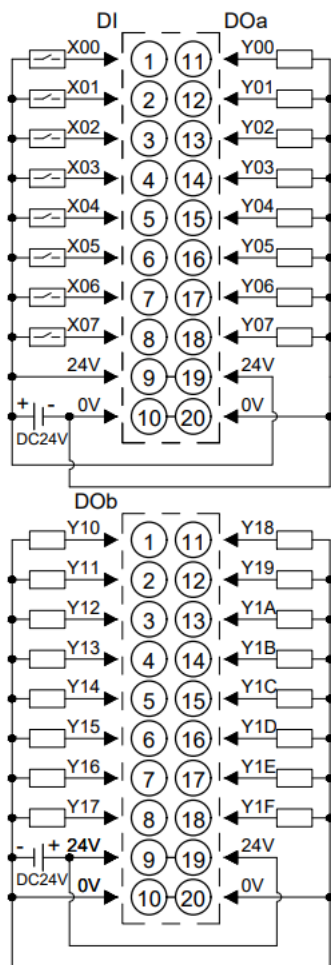 DI DOa
X00 1 11 Y00
X01 2 12 Y01
X02 3 13 Y02
X03 4 14 Y03
X04 5 15 Y04
X05 6 16 Y05
X06 7 17 Y06
X07 8 18 Y07
24V 9 19 24V
+ - 0V 10 20 0V
DC24V
DOb
Y10 1 11 Y18
Y11 2 12 Y19
Y12 3 13 Y1A
Y13 4 14 Y1B
Y14 5 15 Y1C
Y15 6 16 Y1D
Y16 7 17 Y1E
Y17 8 18 Y1F
- + 24V 9 19 24V
DC24V
0V 10 20 0V